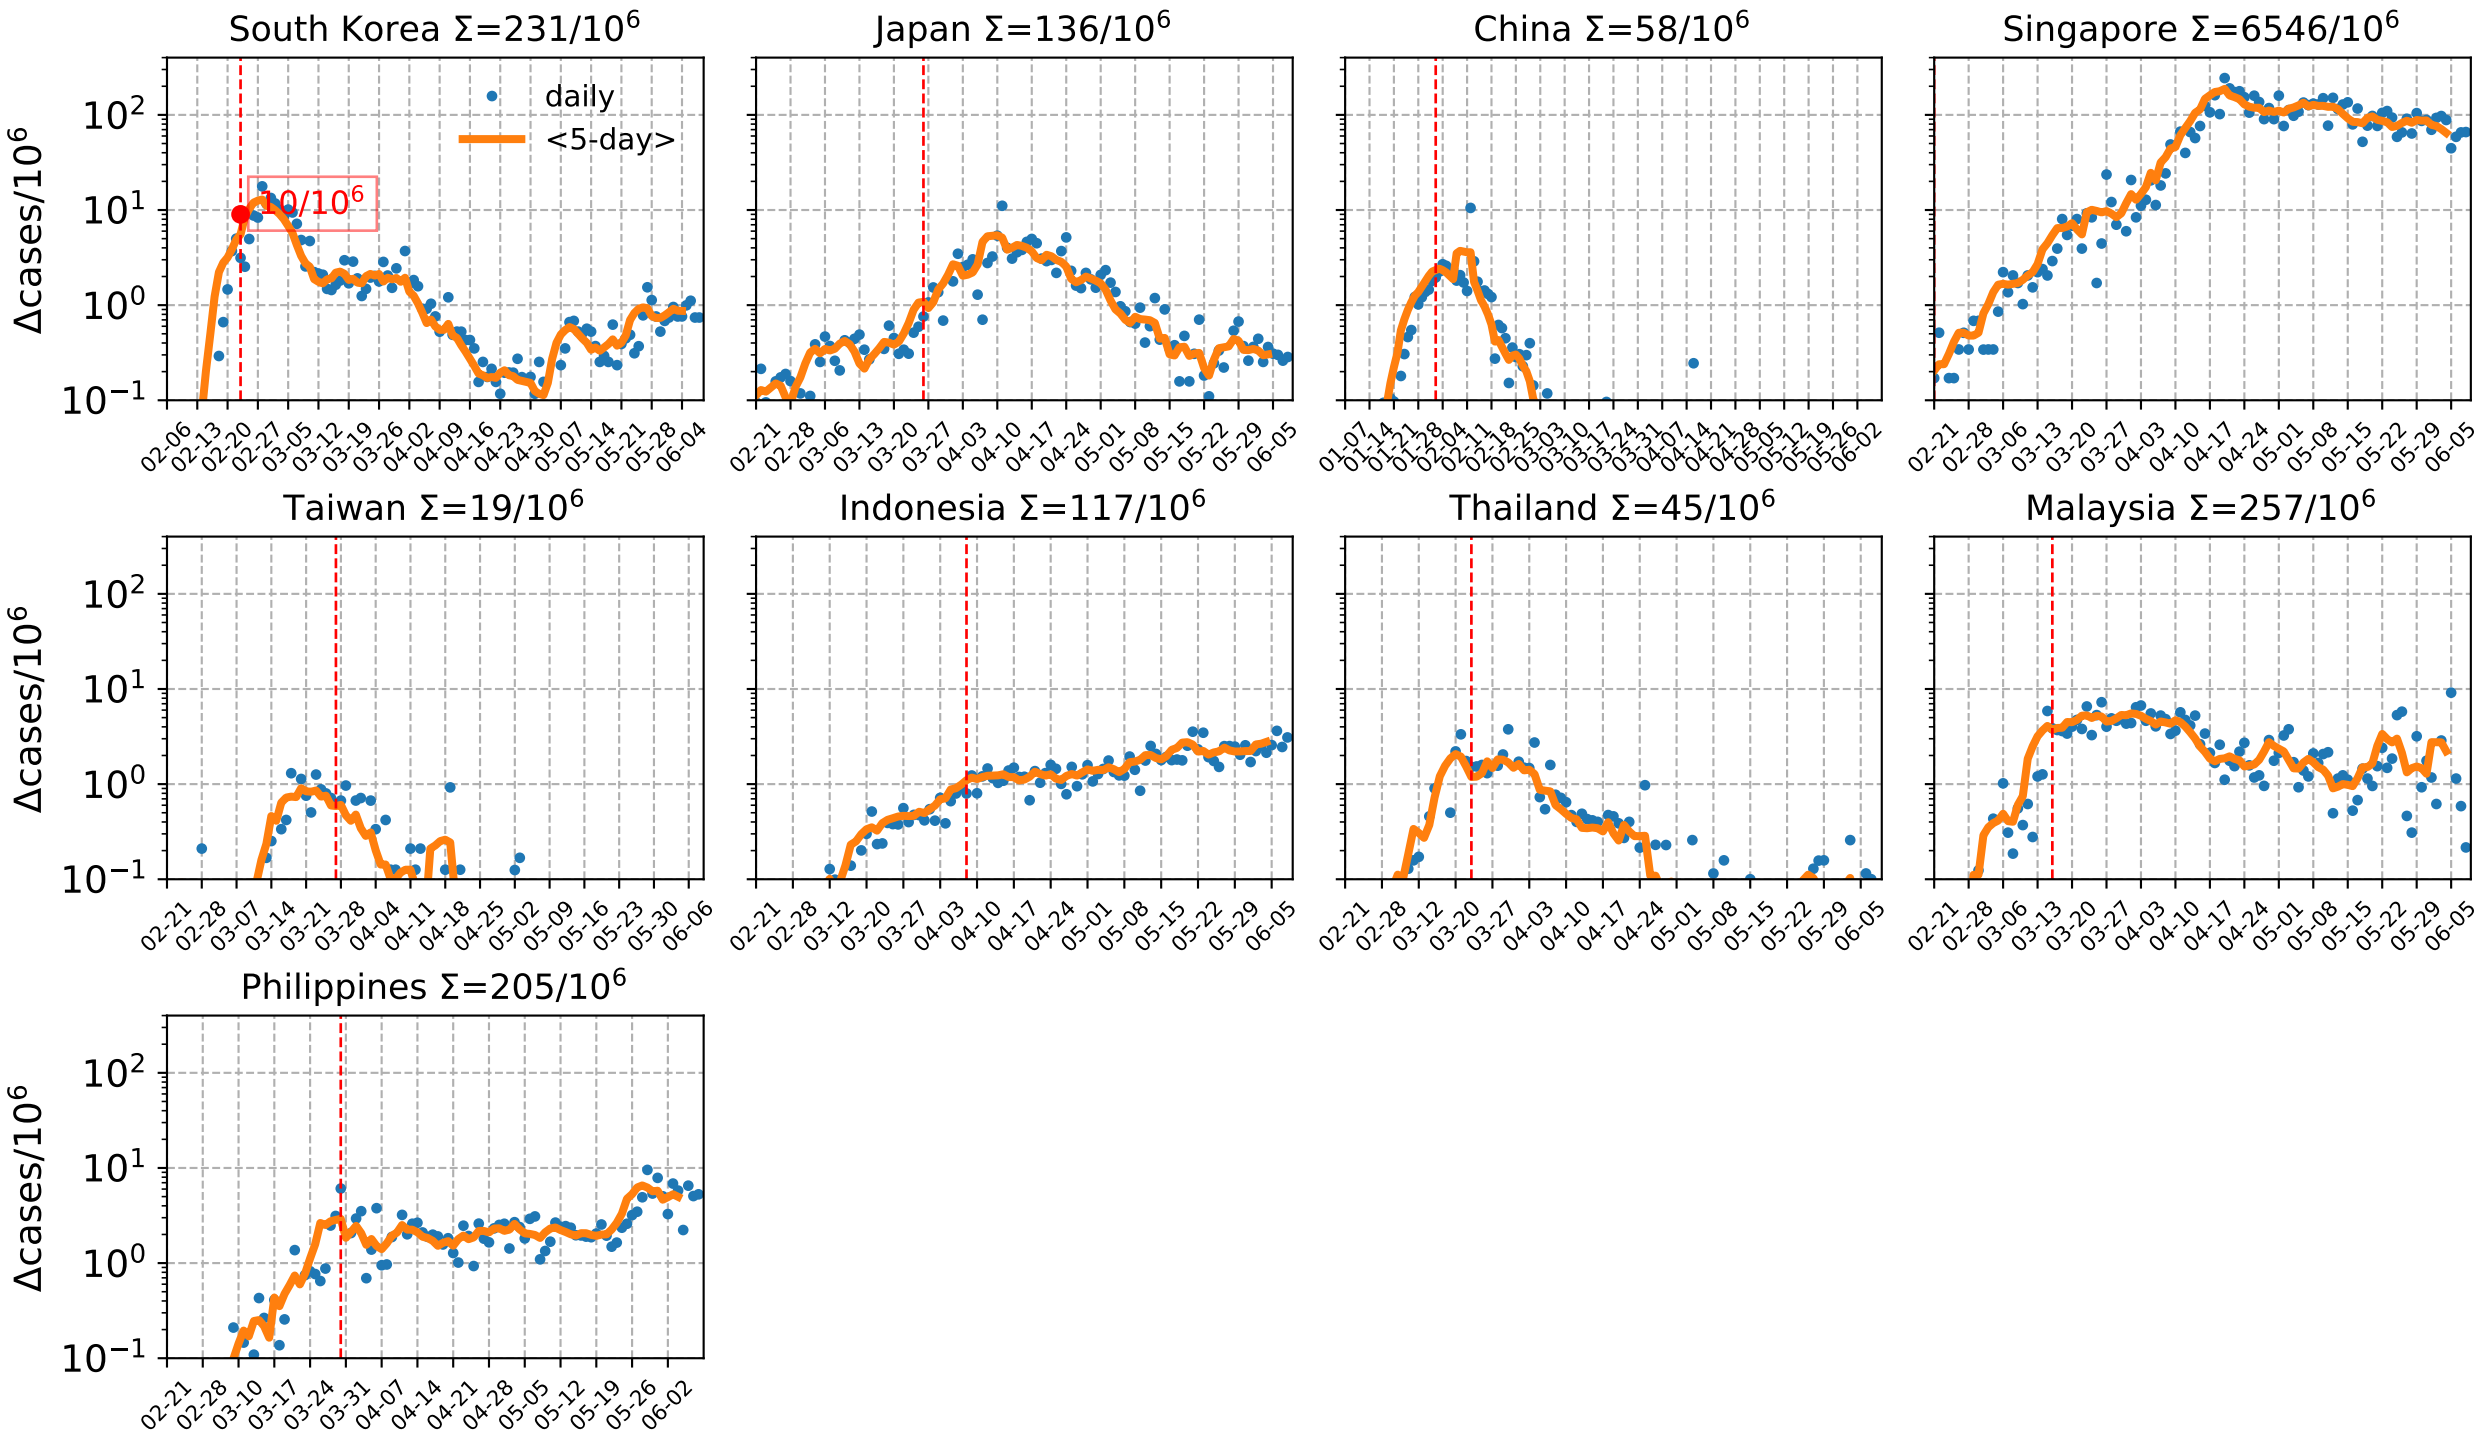 South Korea Σ=231/10⁶
Japan Σ=136/10⁶
China Σ=58/10⁶
Singapore Σ=6546/10⁶
Δcases/10⁶
10²
10¹
10⁰
10⁻¹
daily
<5-day>
10/10⁶
02-06 02-13 02-20 02-27 03-05 03-12 03-19 03-26 04-02 04-09 04-16 04-23 04-30 05-07 05-14 05-21 05-28 06-04
02-21 02-28 03-06 03-13 03-20 03-27 04-03 04-10 04-17 04-24 05-01 05-08 05-15 05-22 05-29 06-05
01-07 01-14 01-21 01-28 02-04 02-11 02-18 02-25 03-03 03-10 03-17 03-24 03-31 04-07 04-14 04-21 04-28 05-05 05-12 05-19 05-26 06-02
02-21 02-28 03-06 03-13 03-20 03-27 04-03 04-10 04-17 04-24 05-01 05-08 05-15 05-22 05-29 06-05
Taiwan Σ=19/10⁶
Indonesia Σ=117/10⁶
Thailand Σ=45/10⁶
Malaysia Σ=257/10⁶
Δcases/10⁶
10²
10¹
10⁰
10⁻¹
02-21 02-28 03-07 03-14 03-21 03-28 04-04 04-11 04-18 04-25 05-02 05-09 05-16 05-23 05-30 06-06
02-21 02-28 03-12 03-20 03-27 04-03 04-10 04-17 04-24 05-01 05-08 05-15 05-22 05-29 06-05
02-21 02-28 03-12 03-20 03-27 04-03 04-10 04-17 04-24 05-01 05-08 05-15 05-22 05-29 06-05
02-21 02-28 03-06 03-13 03-20 03-27 04-03 04-10 04-17 04-24 05-01 05-08 05-15 05-22 05-29 06-05
Philippines Σ=205/10⁶
Δcases/10⁶
10²
10¹
10⁰
10⁻¹
02-21 02-28 03-10 03-17 03-24 03-31 04-07 04-14 04-21 04-28 05-05 05-12 05-19 05-26 06-02